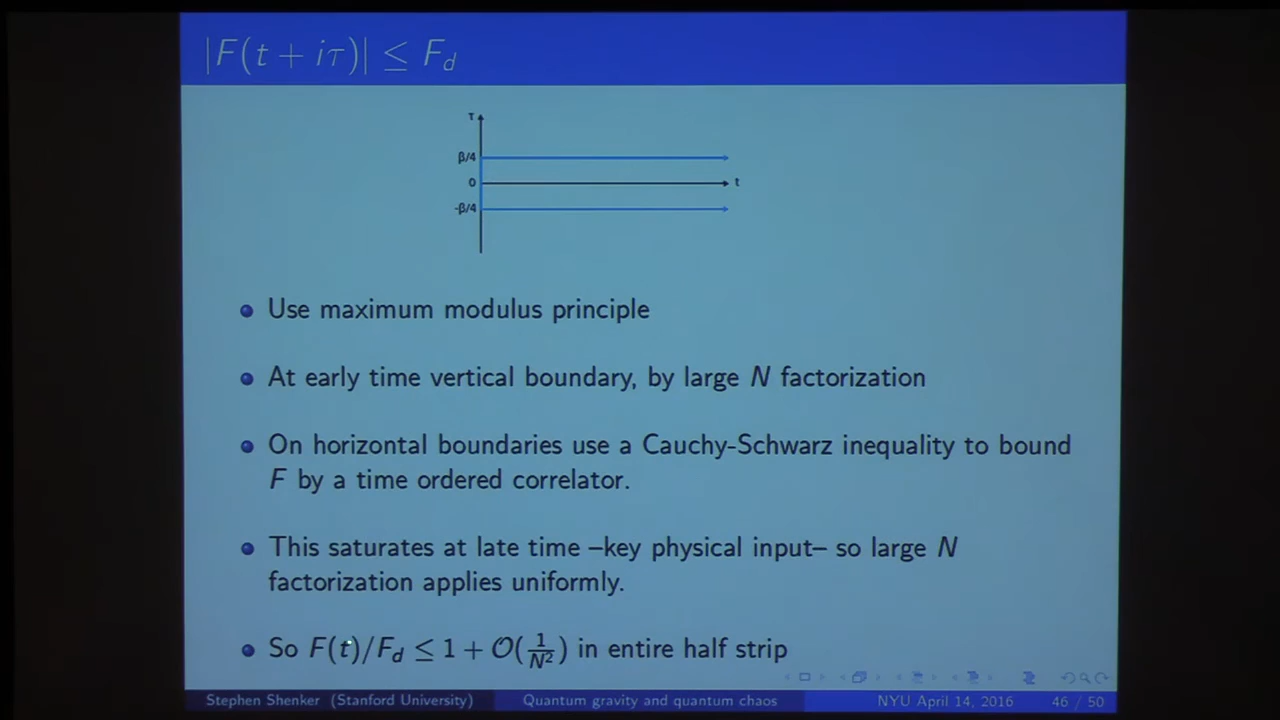 |F(t + iτ)| ≤ F_d
τ
β/4
0
t
-β/4
Use maximum modulus principle
At early time vertical boundary, by large N factorization
On horizontal boundaries use a Cauchy-Schwarz inequality to bound
F by a time ordered correlator.
This saturates at late time –key physical input– so large N
factorization applies uniformly.
So F(t)/F_d ≤ 1 + O(1/N²) in entire half strip
Stephen Shenker (Stanford University) Quantum gravity and quantum chaos NYU April 14, 2016 46 / 50